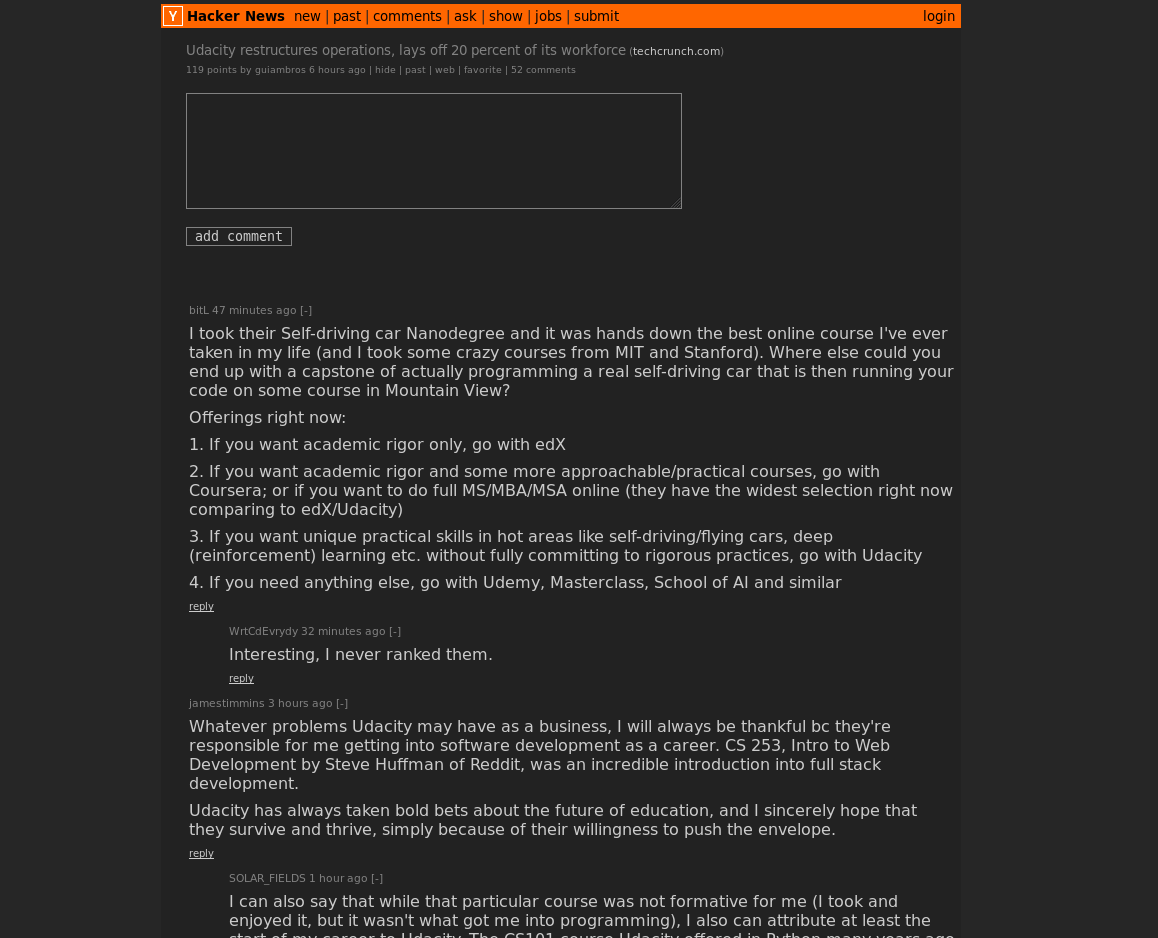 Y Hacker News new | past | comments | ask | show | jobs | submit login
Udacity restructures operations, lays off 20 percent of its workforce (techcrunch.com)
119 points by guiambros 6 hours ago | hide | past | web | favorite | 52 comments
add comment
bitL 47 minutes ago [-]
I took their Self-driving car Nanodegree and it was hands down the best online course I've ever
taken in my life (and I took some crazy courses from MIT and Stanford). Where else could you
end up with a capstone of actually programming a real self-driving car that is then running your
code on some course in Mountain View?
Offerings right now:
1. If you want academic rigor only, go with edX
2. If you want academic rigor and some more approachable/practical courses, go with
Coursera; or if you want to do full MS/MBA/MSA online (they have the widest selection right now
comparing to edX/Udacity)
3. If you want unique practical skills in hot areas like self-driving/flying cars, deep
(reinforcement) learning etc. without fully committing to rigorous practices, go with Udacity
4. If you need anything else, go with Udemy, Masterclass, School of AI and similar
reply
WrtCdEvrydy 32 minutes ago [-]
Interesting, I never ranked them.
reply
jamestimmins 3 hours ago [-]
Whatever problems Udacity may have as a business, I will always be thankful bc they're
responsible for me getting into software development as a career. CS 253, Intro to Web
Development by Steve Huffman of Reddit, was an incredible introduction into full stack
development.
Udacity has always taken bold bets about the future of education, and I sincerely hope that
they survive and thrive, simply because of their willingness to push the envelope.
reply
SOLAR_FIELDS 1 hour ago [-]
I can also say that while that particular course was not formative for me (I took and
enjoyed it, but it wasn't what got me into programming), I also can attribute at least the
start of my career to Udacity. The CS101 course Udacity offered in Python many years ago